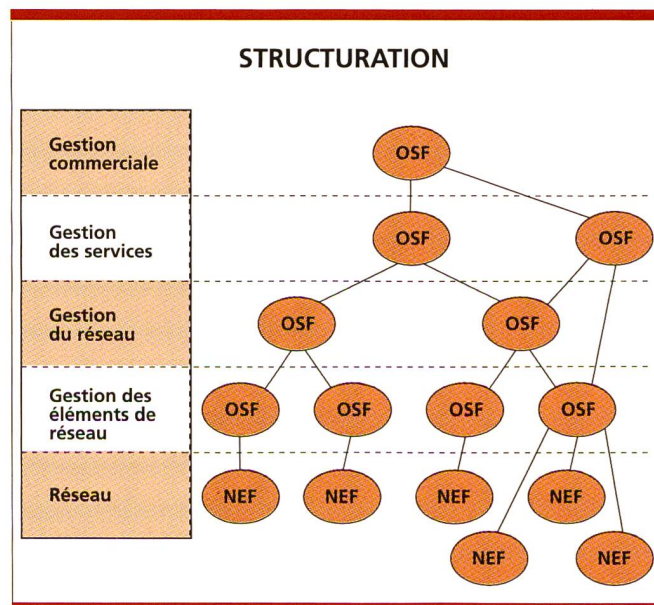 STRUCTURATION
Gestion
commerciale
OSF
Gestion
des services
OSF OSF
Gestion
du réseau
OSF OSF
Gestion des
éléments de
réseau
OSF OSF OSF OSF
Réseau
NEF NEF NEF NEF
NEF NEF